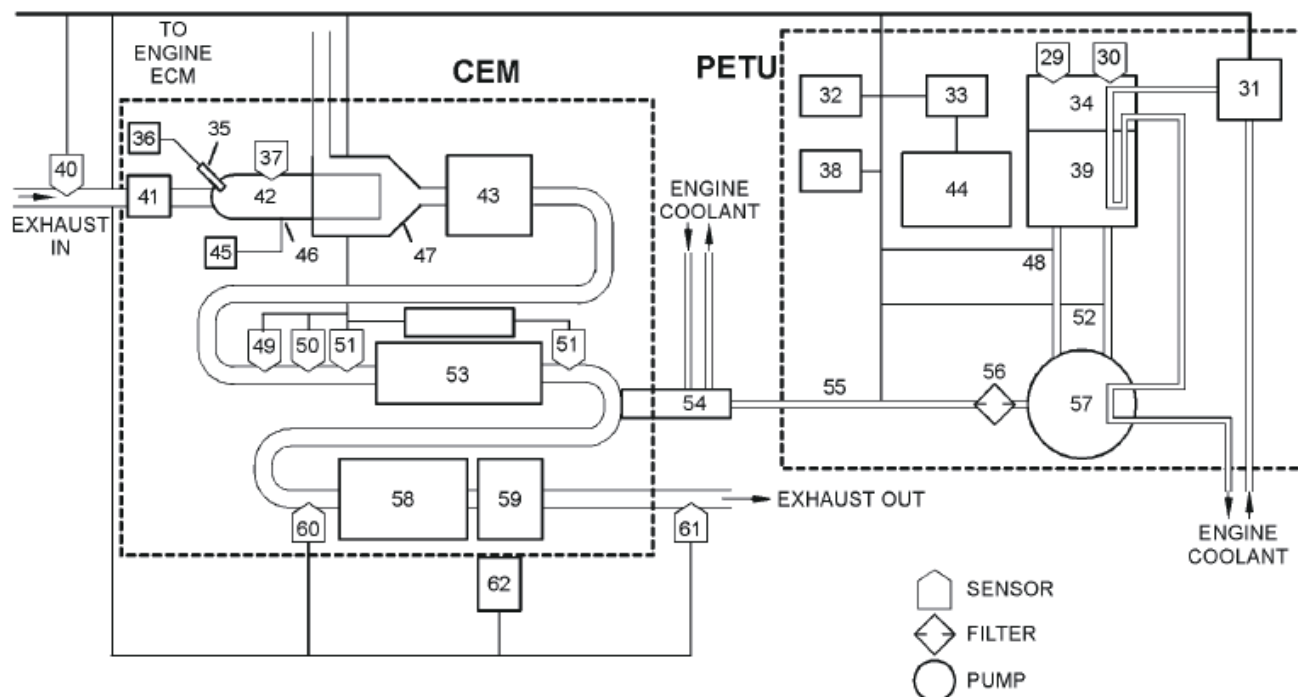 TO
ENGINE
ECM
CEM
PETU
29
30
31
32
33
34
35
36
37
38
39
40
41
42
43
44
EXHAUST
IN
45
46
47
ENGINE
COOLANT
48
49
50
51
51
52
53
54
55
56
57
58
59
EXHAUST OUT
60
61
62
ENGINE
COOLANT
SENSOR
FILTER
PUMP